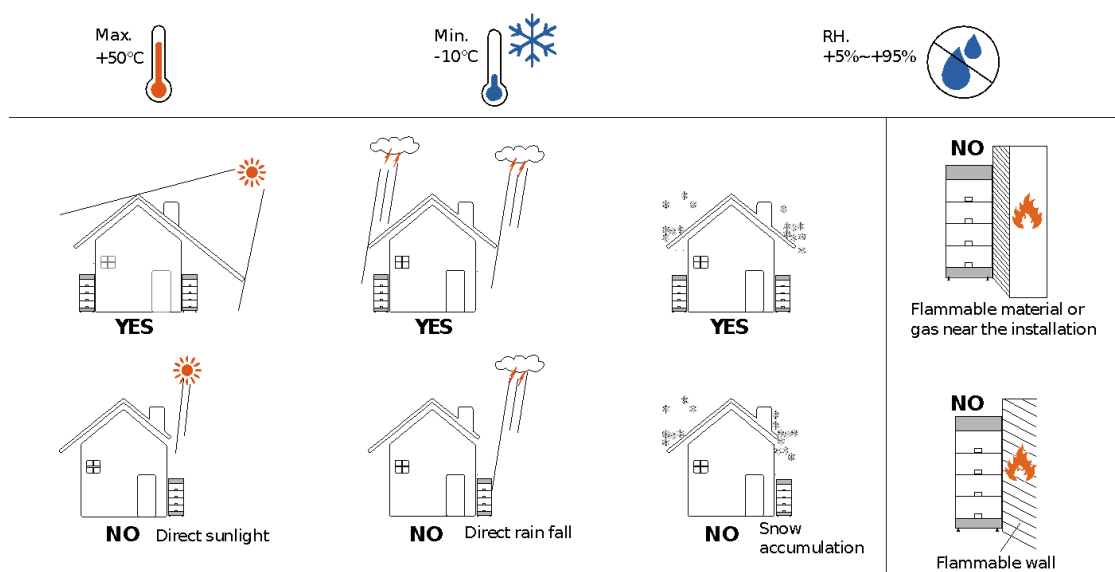 Max.
+50°C
Min.
-10°C
RH.
+5%~+95%
YES
YES
YES
NO
Flammable material or
gas near the installation
NO Direct sunlight
NO Direct rain fall
NO Snow
accumulation
NO
Flammable wall